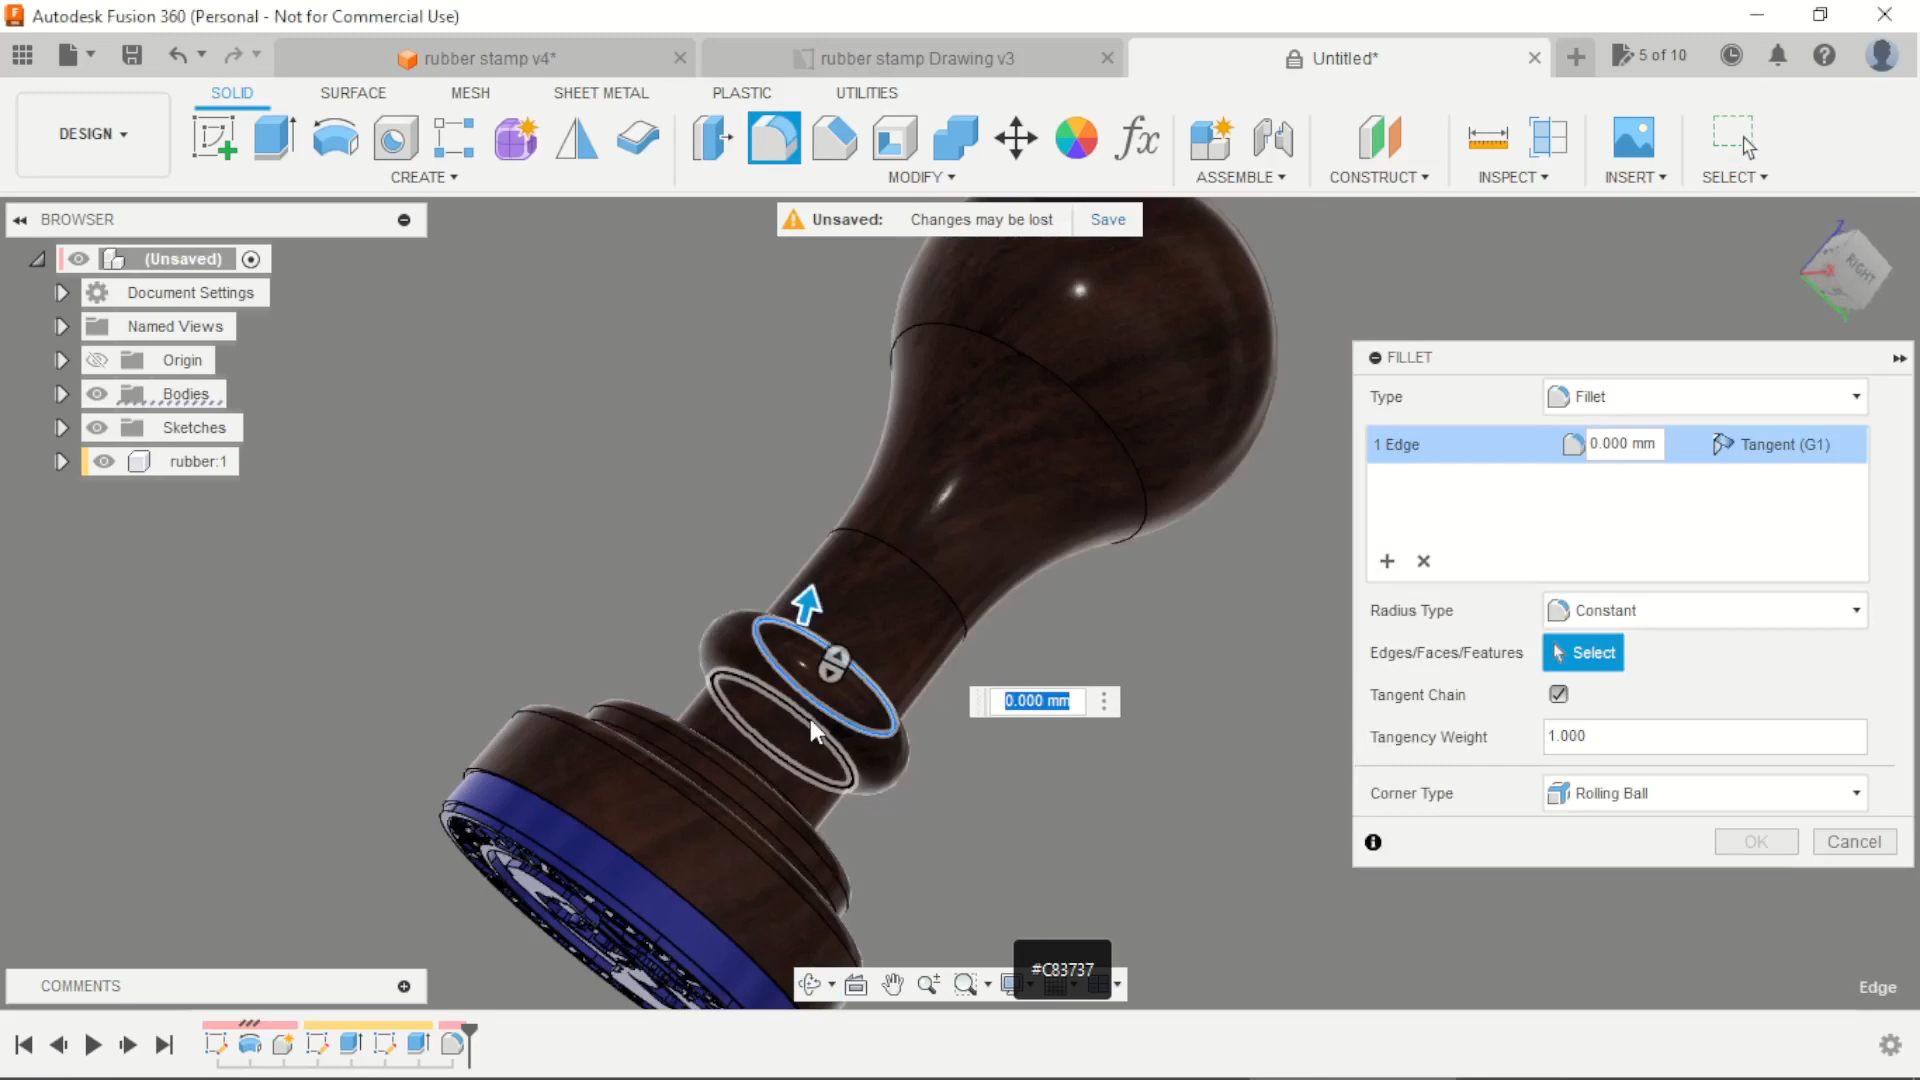 Autodesk Fusion 360 (Personal - Not for Commercial Use)
rubber stamp v4*
rubber stamp Drawing v3
Untitled*
5 of 10
SOLID
SURFACE
MESH
SHEET METAL
PLASTIC
UTILITIES
DESIGN
CREATE
MODIFY
ASSEMBLE
CONSTRUCT
INSPECT
INSERT
SELECT
BROWSER
Unsaved: Changes may be lost
Save
(Unsaved)
Document Settings
Named Views
Origin
Bodies
Sketches
rubber:1
RIGHT
FILLET
Type
Fillet
1 Edge
0.000 mm
Tangent (G1)
Radius Type
Constant
Edges/Faces/Features
Select
Tangent Chain
Tangency Weight
1.000
Corner Type
Rolling Ball
OK
Cancel
0.000 mm
#C83737
COMMENTS
Edge